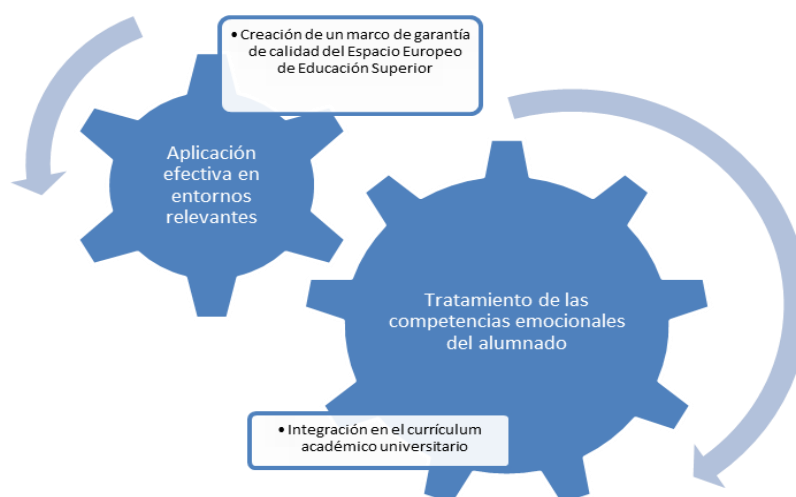 • Creación de un marco de garantía
de calidad del Espacio Europeo
de Educación Superior
Aplicación
efectiva en
entornos
relevantes
Tratamiento de las
competencias emocionales
del alumnado
• Integración en el currículum
académico universitario